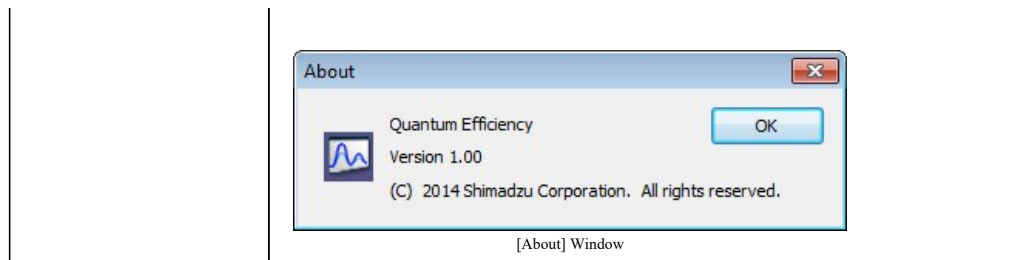 About
Quantum Efficiency
OK
Version 1.00
(C) 2014 Shimadzu Corporation. All rights reserved.
[About] Window